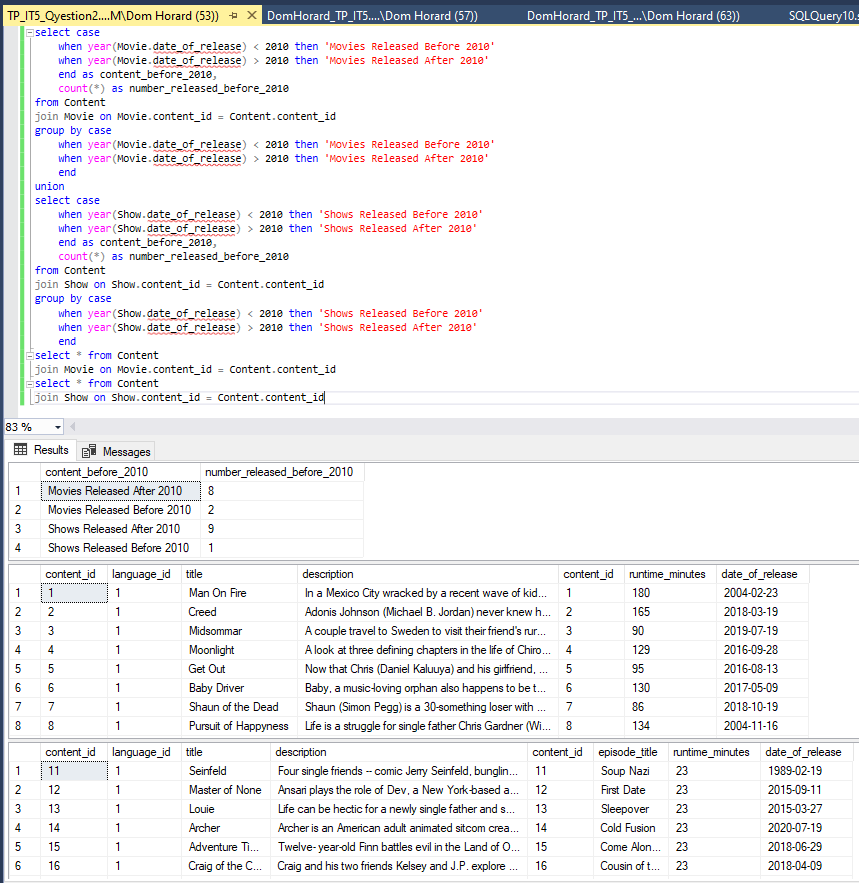 TP_IT5_Qyestion2....M\Dom Horard (53)) DomHorard_TP_IT5....\Dom Horard (57)) DomHorard_TP_IT5_...\Dom Horard (63)) SQLQuery10.s
select case
when year(Movie.date_of_release) < 2010 then 'Movies Released Before 2010'
when year(Movie.date_of_release) > 2010 then 'Movies Released After 2010'
end as content_before_2010,
count(*) as number_released_before_2010
from Content
join Movie on Movie.content_id = Content.content_id
group by case
when year(Movie.date_of_release) < 2010 then 'Movies Released Before 2010'
when year(Movie.date_of_release) > 2010 then 'Movies Released After 2010'
end
union
select case
when year(Show.date_of_release) < 2010 then 'Shows Released Before 2010'
when year(Show.date_of_release) > 2010 then 'Shows Released After 2010'
end as content_before_2010,
count(*) as number_released_before_2010
from Content
join Show on Show.content_id = Content.content_id
group by case
when year(Show.date_of_release) < 2010 then 'Shows Released Before 2010'
when year(Show.date_of_release) > 2010 then 'Shows Released After 2010'
end
select * from Content
join Movie on Movie.content_id = Content.content_id
select * from Content
join Show on Show.content_id = Content.content_id
83 %
Results Messages
content_before_2010 number_released_before_2010
1 Movies Released After 2010 8
2 Movies Released Before 2010 2
3 Shows Released After 2010 9
4 Shows Released Before 2010 1
content_id language_id title description content_id runtime_minutes date_of_release
1 1 1 Man On Fire In a Mexico City wracked by a recent wave of kid... 1 180 2004-02-23
2 2 1 Creed Adonis Johnson (Michael B. Jordan) never knew h... 2 165 2018-03-19
3 3 1 Midsommar A couple travel to Sweden to visit their friend's rur... 3 90 2019-07-19
4 4 1 Moonlight A look at three defining chapters in the life of Chiro... 4 129 2016-09-28
5 5 1 Get Out Now that Chris (Daniel Kaluuya) and his girlfriend, ... 5 95 2016-08-13
6 6 1 Baby Driver Baby, a music-loving orphan also happens to be t... 6 130 2017-05-09
7 7 1 Shaun of the Dead Shaun (Simon Pegg) is a 30-something loser with ... 7 86 2018-10-19
8 8 1 Pursuit of Happyness Life is a struggle for single father Chris Gardner (Wi... 8 134 2004-11-16
content_id language_id title description content_id episode_title runtime_minutes date_of_release
1 11 1 Seinfeld Four single friends -- comic Jerry Seinfeld, bunglin... 11 Soup Nazi 23 1989-02-19
2 12 1 Master of None Ansari plays the role of Dev, a New York-based a... 12 First Date 23 2015-09-11
3 13 1 Louie Life can be hectic for a newly single father and s... 13 Sleepover 23 2015-03-27
4 14 1 Archer Archer is an American adult animated sitcom crea... 14 Cold Fusion 23 2020-07-19
5 15 1 Adventure Ti... Twelve- year-old Finn battles evil in the Land of O... 15 Come Alon... 23 2018-06-29
6 16 1 Craig of the C... Craig and his two friends Kelsey and J.P. explore ... 16 Cousin of t... 23 2018-04-09